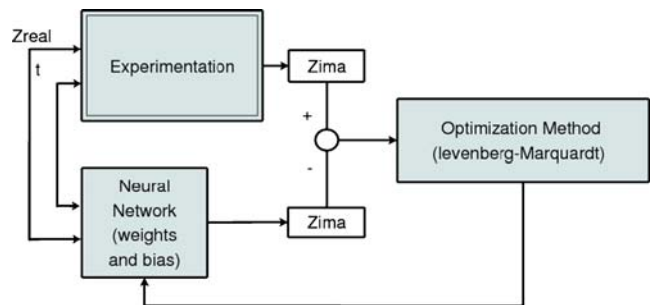 Zreal
t
Experimentation
Zima
+
-
Optimization Method
(levenberg-Marquardt)
Neural
Network
(weights
and bias)
Zima